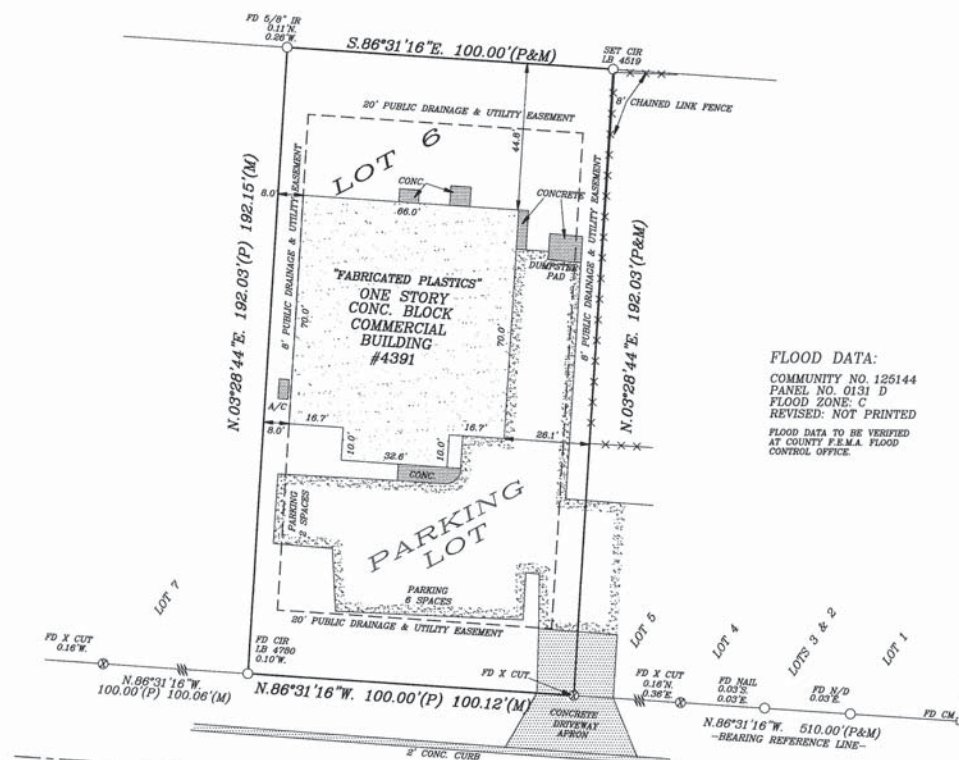 FD 5/8" IR
0.11'N.
0.26'W.
S.86°31'16"E. 100.00'(P&M)
SET CIR
LB 4519
8' CHAINED LINK FENCE
20' PUBLIC DRAINAGE & UTILITY EASEMENT
LOT 6
44.8'
CONC.
CONCRETE
8.0'
66.0'
N.03°28'44"E. 192.03'(P) 192.15'(M)
8' PUBLIC DRAINAGE & UTILITY EASEMENT
70.0'
"FABRICATED PLASTICS"
ONE STORY
CONC. BLOCK
COMMERCIAL
BUILDING
#4391
70.0'
DUMPSTER
PAD
8' PUBLIC DRAINAGE & UTILITY EASEMENT
N.03°28'44"E. 192.03'(P&M)
FLOOD DATA:
COMMUNITY NO. 125144
PANEL NO. 0131 D
FLOOD ZONE: C
REVISED: NOT PRINTED
FLOOD DATA TO BE VERIFIED
AT COUNTY F.E.M.A. FLOOD
CONTROL OFFICE.
A/C
8.0'
16.7'
10.0'
32.6'
10.0'
16.7'
26.1'
CONC.
PARKING
2 SPACES
PARKING
LOT
PARKING
6 SPACES
20' PUBLIC DRAINAGE & UTILITY EASEMENT
LOT 7
LOT 5
LOT 4
LOTS 3 & 2
LOT 1
FD X CUT
0.16'W.
FD CIR
LB 4780
0.10'W.
FD X CUT
FD X CUT
0.16'N.
0.36'E.
FD NAIL
0.03'S.
0.03'E.
FD N/D
0.03'E.
FD CM
N.86°31'16"W.
100.00'(P) 100.06'(M)
N.86°31'16"W. 100.00'(P) 100.12'(M)
N.86°31'16"W. 510.00'(P&M)
-BEARING REFERENCE LINE-
CONCRETE
DRIVEWAY
APRON
2' CONC. CURB